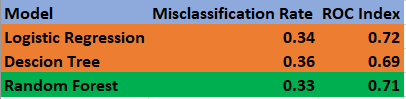 Model Misclassification Rate ROC Index
Logistic Regression 0.34 0.72
Descion Tree 0.36 0.69
Random Forest 0.33 0.71